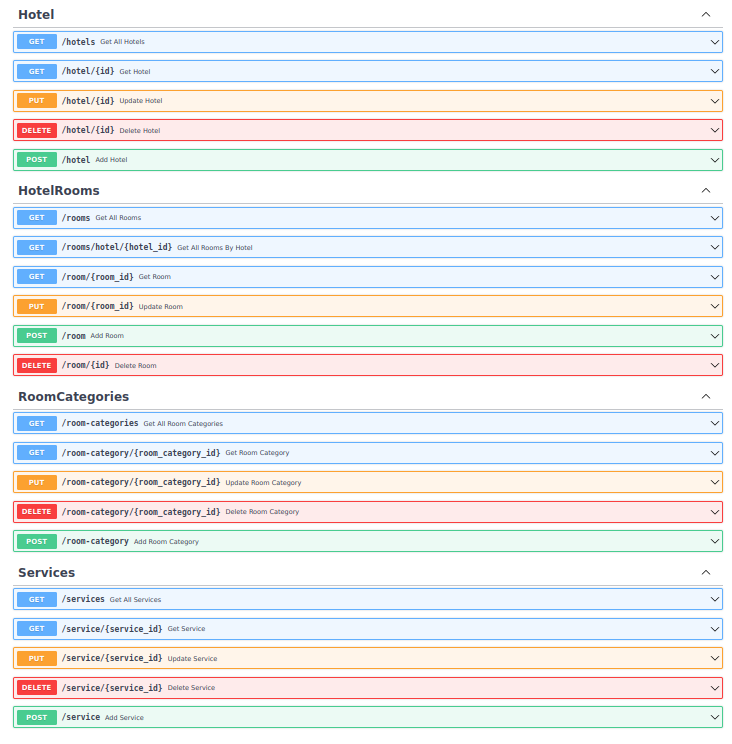 Hotel
GET /hotels Get All Hotels
GET /hotel/{id} Get Hotel
PUT /hotel/{id} Update Hotel
DELETE /hotel/{id} Delete Hotel
POST /hotel Add Hotel
HotelRooms
GET /rooms Get All Rooms
GET /rooms/hotel/{hotel_id} Get All Rooms By Hotel
GET /room/{room_id} Get Room
PUT /room/{room_id} Update Room
POST /room Add Room
DELETE /room/{id} Delete Room
RoomCategories
GET /room-categories Get All Room Categories
GET /room-category/{room_category_id} Get Room Category
PUT /room-category/{room_category_id} Update Room Category
DELETE /room-category/{room_category_id} Delete Room Category
POST /room-category Add Room Category
Services
GET /services Get All Services
GET /service/{service_id} Get Service
PUT /service/{service_id} Update Service
DELETE /service/{service_id} Delete Service
POST /service Add Service